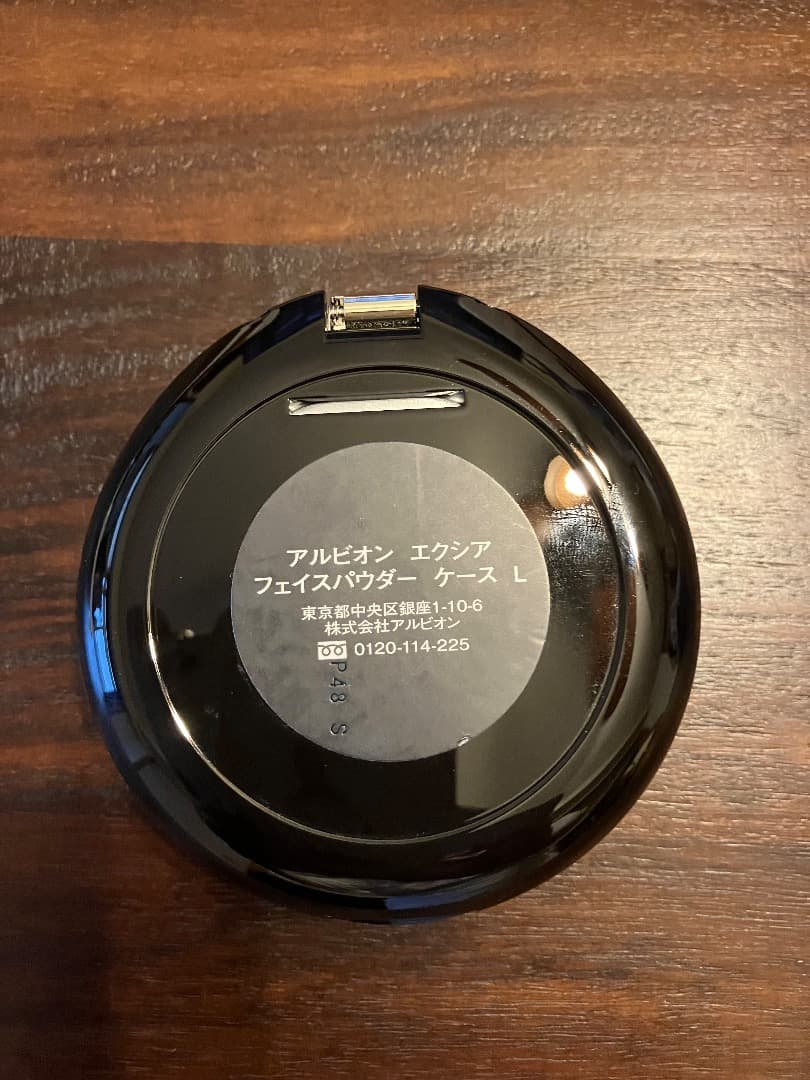 アルビオン エクシア
フェイスパウダー ケース L
東京都中央区銀座1-10-6
株式会社アルビオン
0120-114-225
P48 S